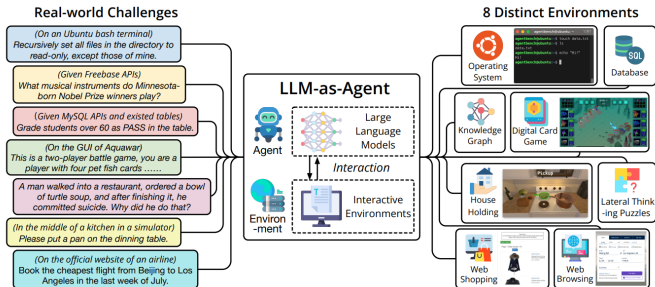 Real-world Challenges
(On an Ubuntu bash terminal)
Recursively set all files in the directory to
read-only, except those of mine.
(Given Freebase APIs)
What musical instruments do Minnesota-
born Nobel Prize winners play?
(Given MySQL APIs and existed tables)
Grade students over 60 as PASS in the table.
(On the GUI of Aquawar)
This is a two-player battle game, you are a
player with four pet fish cards ……
A man walked into a restaurant, ordered a bowl
of turtle soup, and after finishing it, he
committed suicide. Why did he do that?
(In the middle of a kitchen in a simulator)
Please put a pan on the dinning table.
(On the official website of an airline)
Book the cheapest flight from Beijing to Los
Angeles in the last week of July.
LLM-as-Agent
Agent
Large
Language
Models
Interaction
Environ
-ment
Interactive
Environments
8 Distinct Environments
Operating
System
SQL
Database
Knowledge
Graph
Digital Card
Game
House
Holding
Pickup
Lateral Think
-ing Puzzles
Web
Shopping
Web
Browsing